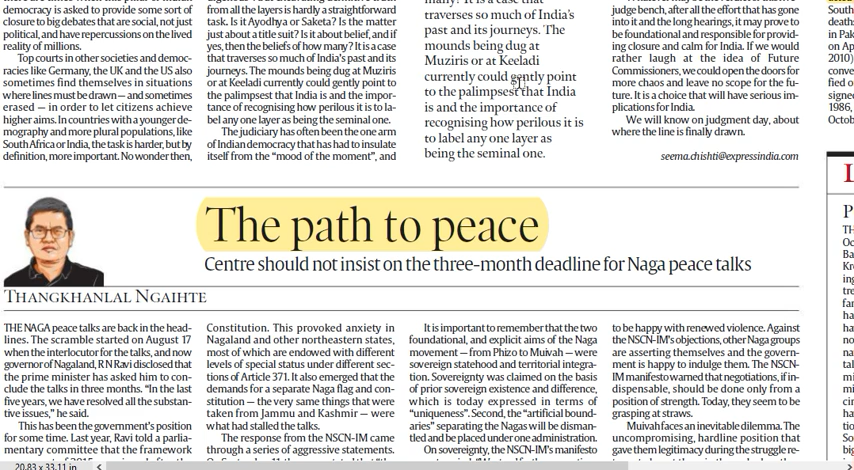 democracy is asked to provide some sort of
closure to big debates that are social, not just
political, and have repercussions on the lived
reality of millions.
Top courts in other societies and democ-
racies like Germany, the UK and the US also
sometimes find themselves in situations
where lines must be drawn — and sometimes
erased — in order to let citizens achieve
higher aims. In countries with a younger de-
mography and more plural populations, like
South Africa or India, the task is harder, but by
definition, more important. No wonder then,
from all the layers is hardly a straightforward
task. Is it Ayodhya or Saketa? Is the matter
just about a title suit? Is it about belief, and if
yes, then the beliefs of how many? It is a case
that traverses so much of India's past and its
journeys. The mounds being dug at Muziris
or at Keeladi currently could gently point to
the palimpsest that India is and the impor-
tance of recognising how perilous it is to la-
bel any one layer as being the seminal one.
The judiciary has often been the one arm
of Indian democracy that has had to insulate
itself from the "mood of the moment", and
many? It is a case that
traverses so much of India's
past and its journeys. The
mounds being dug at
Muziris or at Keeladi
currently could gently point
to the palimpsest that India
is and the importance of
recognising how perilous it is
to label any one layer as
being the seminal one.
judge bench, after all the effort that has gone
into it and the long hearings, it may prove to
be foundational and responsible for provid-
ing closure and calm for India. If we would
rather laugh at the idea of Future
Commissioners, we could open the doors for
more chaos and leave no scope for the fu-
ture. It is a choice that will have serious im-
plications for India.
We will know on judgment day, about
where the line is finally drawn.
seema.chishti@expressindia.com
South
death
in Pak
on Ap
2010)
conve
fied o
signe
1986,
Octob
The path to peace
Centre should not insist on the three-month deadline for Naga peace talks
THANGKHANLAL NGAIHTE
THE NAGA peace talks are back in the head-
lines. The scramble started on August 17
when the interlocutor for the talks, and now
governor of Nagaland, R N Ravi disclosed that
the prime minister has asked him to con-
clude the talks in three months. "In the last
five years, we have resolved all the substan-
tive issues," he said.
This has been the government's position
for some time. Last year, Ravi told a parlia-
mentary committee that the framework
Constitution. This provoked anxiety in
Nagaland and other northeastern states,
most of which are endowed with different
levels of special status under different sec-
tions of Article 371. It also emerged that the
demands for a separate Naga flag and con-
stitution — the very same things that were
taken from Jammu and Kashmir — were
what had stalled the talks.
The response from the NSCN-IM came
through a series of aggressive statements.
It is important to remember that the two
foundational, and explicit aims of the Naga
movement — from Phizo to Muivah — were
sovereign statehood and territorial integra-
tion. Sovereignty was claimed on the basis
of prior sovereign existence and difference,
which is today expressed in terms of
"uniqueness". Second, the "artificial bound-
aries" separating the Nagas will be disman-
tled and be placed under one administration.
On sovereignty, the NSCN-IM's manifesto
to be happy with renewed violence. Against
the NSCN-IM's objections, other Naga groups
are asserting themselves and the govern-
ment is happy to indulge them. The NSCN-
IM manifesto warned that negotiations, if in-
dispensable, should be done only from a
position of strength. Today, they seem to be
grasping at straws.
Muivah faces an inevitable dilemma. The
uncompromising, hardline position that
gave them legitimacy during the struggle re-
20.83 x 33.11 in